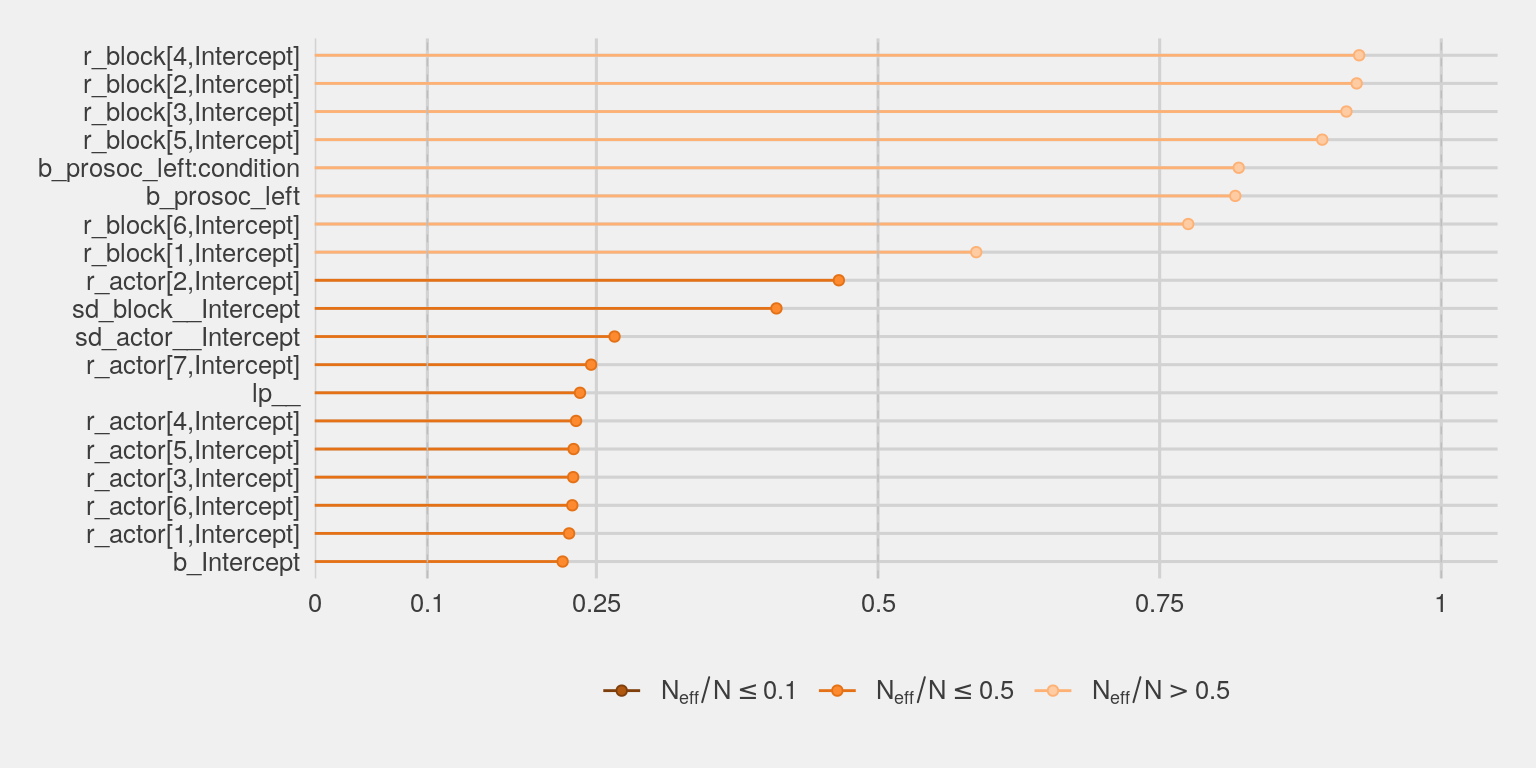 r_block[4,Intercept]
r_block[2,Intercept]
r_block[3,Intercept]
r_block[5,Intercept]
b_prosoc_left:condition
b_prosoc_left
r_block[6,Intercept]
r_block[1,Intercept]
r_actor[2,Intercept]
sd_block__Intercept
sd_actor__Intercept
r_actor[7,Intercept]
lp__
r_actor[4,Intercept]
r_actor[5,Intercept]
r_actor[3,Intercept]
r_actor[6,Intercept]
r_actor[1,Intercept]
b_Intercept
0 0.1 0.25 0.5 0.75 1
Neff/N ≤ 0.1 Neff/N ≤ 0.5 Neff/N > 0.5